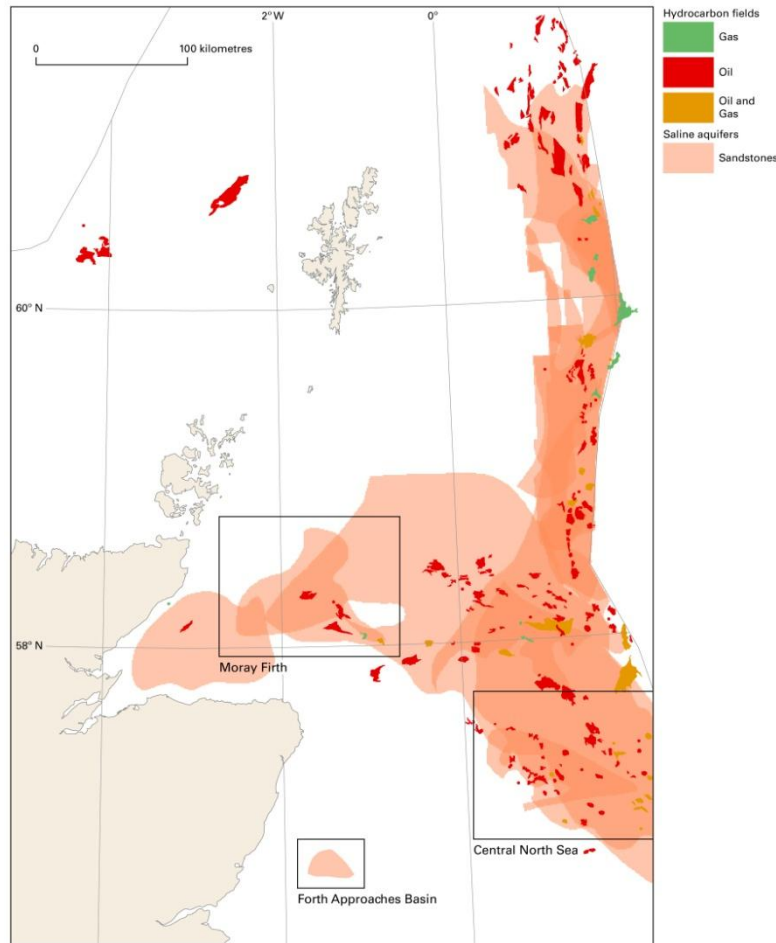 2° W
0°
Hydrocarbon fields
Gas
0
100 kilometres
Oil
Oil and
Gas
Saline aquifers
Sandstones
60° N
58° N
Moray Firth
Central North Sea
Forth Approaches Basin